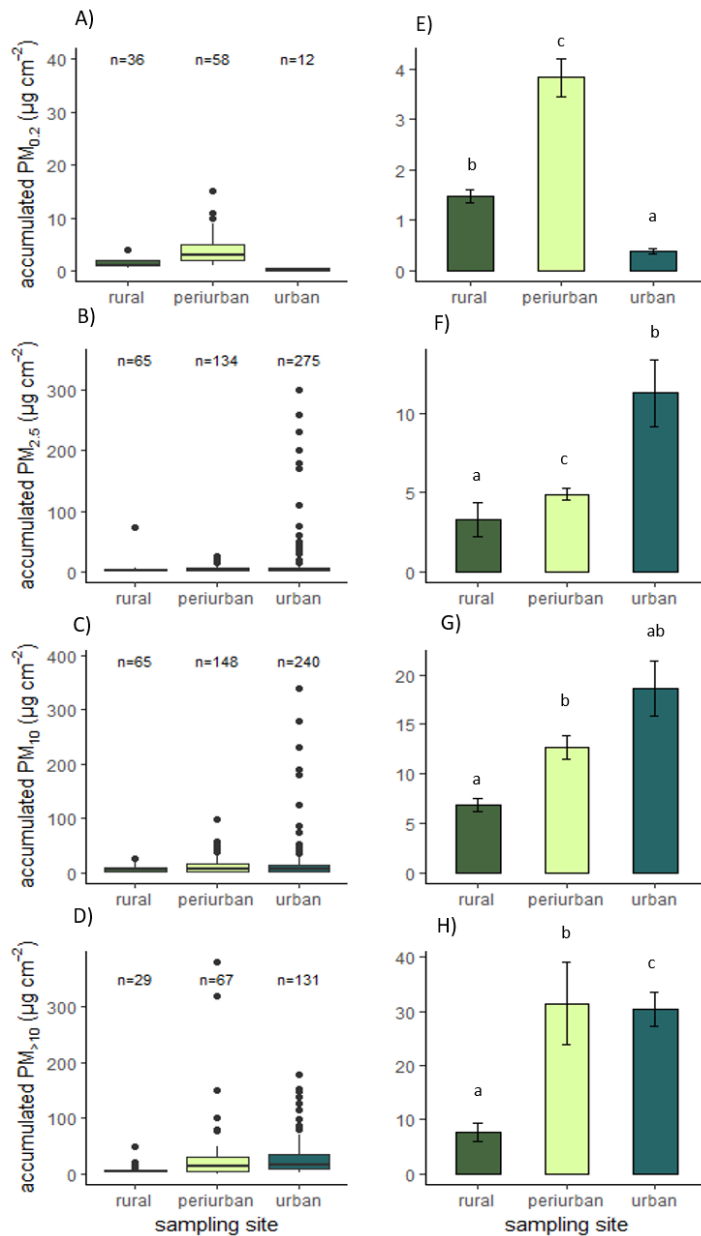 A)
E)
accumulated PM0.2 (µg cm−2)
40
30
20
10
0
n=36 n=58 n=12
rural periurban urban
4
3
2
1
0
b
c
a
rural periurban urban
B)
F)
accumulated PM2.5 (µg cm−2)
300
200
100
0
n=65 n=134 n=275
rural periurban urban
10
5
0
a
c
b
rural periurban urban
C)
G)
accumulated PM10 (µg cm−2)
400
300
200
100
0
n=65 n=148 n=240
rural periurban urban
20
15
10
5
0
a
b
ab
rural periurban urban
D)
H)
accumulated PM>10 (µg cm−2)
300
200
100
0
n=29 n=67 n=131
rural periurban urban
sampling site
40
30
20
10
0
a
b
c
rural periurban urban
sampling site